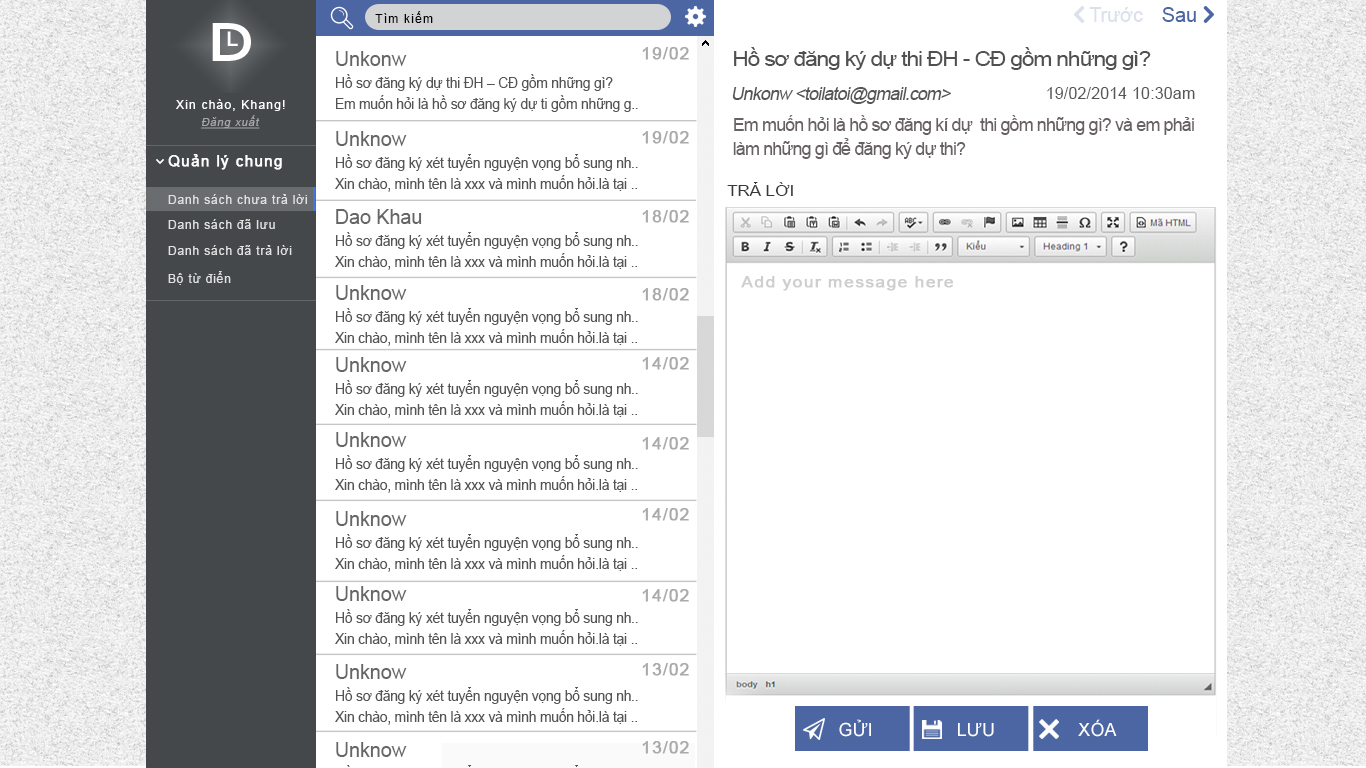 DL
Xin chào, Khang!
Đăng xuất
Quản lý chung
Danh sách chưa trả lời
Danh sách đã lưu
Danh sách đã trả lời
Bộ từ điển
Tìm kiếm
Unkonw 19/02
Hồ sơ đăng ký dự thi ĐH – CĐ gồm những gì?
Em muốn hỏi là hồ sơ đăng ký dự ti gồm những g..
Unknow 19/02
Hồ sơ đăng ký xét tuyển nguyện vọng bổ sung nh..
Xin chào, mình tên là xxx và mình muốn hỏi.là tại ..
Dao Khau 18/02
Hồ sơ đăng ký xét tuyển nguyện vọng bổ sung nh..
Xin chào, mình tên là xxx và mình muốn hỏi.là tại ..
Unknow 18/02
Hồ sơ đăng ký xét tuyển nguyện vọng bổ sung nh..
Xin chào, mình tên là xxx và mình muốn hỏi.là tại ..
Unknow 14/02
Hồ sơ đăng ký xét tuyển nguyện vọng bổ sung nh..
Xin chào, mình tên là xxx và mình muốn hỏi.là tại ..
Unknow 14/02
Hồ sơ đăng ký xét tuyển nguyện vọng bổ sung nh..
Xin chào, mình tên là xxx và mình muốn hỏi.là tại ..
Unknow 14/02
Hồ sơ đăng ký xét tuyển nguyện vọng bổ sung nh..
Xin chào, mình tên là xxx và mình muốn hỏi.là tại ..
Unknow 14/02
Hồ sơ đăng ký xét tuyển nguyện vọng bổ sung nh..
Xin chào, mình tên là xxx và mình muốn hỏi.là tại ..
Unknow 13/02
Hồ sơ đăng ký xét tuyển nguyện vọng bổ sung nh..
Xin chào, mình tên là xxx và mình muốn hỏi.là tại ..
Unknow 13/02
Trước Sau
Hồ sơ đăng ký dự thi ĐH - CĐ gồm những gì?
Unkonw <toilatoi@gmail.com> 19/02/2014 10:30am
Em muốn hỏi là hồ sơ đăng kí dự thi gồm những gì? và em phải
làm những gì để đăng ký dự thi?
TRẢ LỜI
Mã HTML
B I S Tx Kiểu Heading 1 ?
Add your message here
body h1
GỬI LƯU XÓA